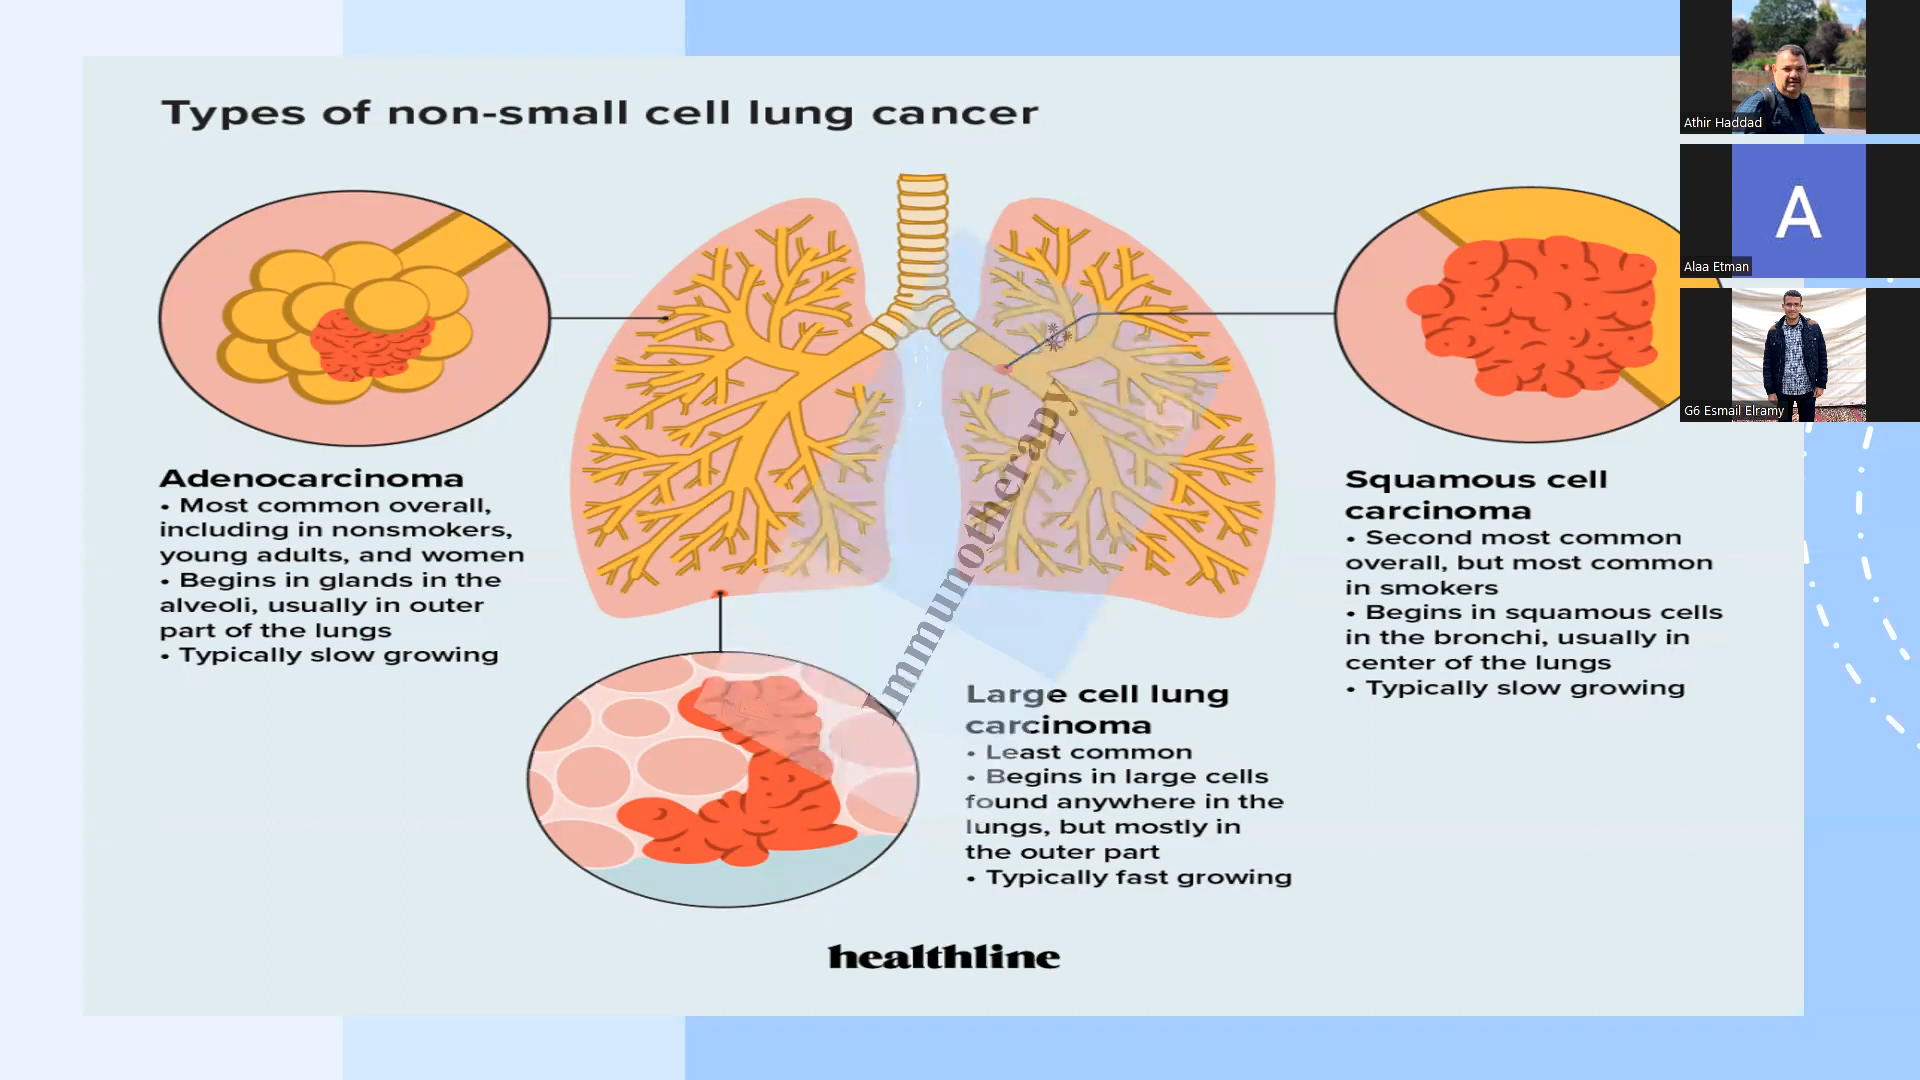 Types of non-small cell lung cancer
Adenocarcinoma
• Most common overall,
including in nonsmokers,
young adults, and women
• Begins in glands in the
alveoli, usually in outer
part of the lungs
• Typically slow growing
Immunotherapy
Large cell lung
carcinoma
• Least common
• Begins in large cells
found anywhere in the
lungs, but mostly in
the outer part
• Typically fast growing
Squamous cell
carcinoma
• Second most common
overall, but most common
in smokers
• Begins in squamous cells
in the bronchi, usually in
center of the lungs
• Typically slow growing
healthline
Athir Haddad
A
Alaa Etman
G6 Esmail Elramy